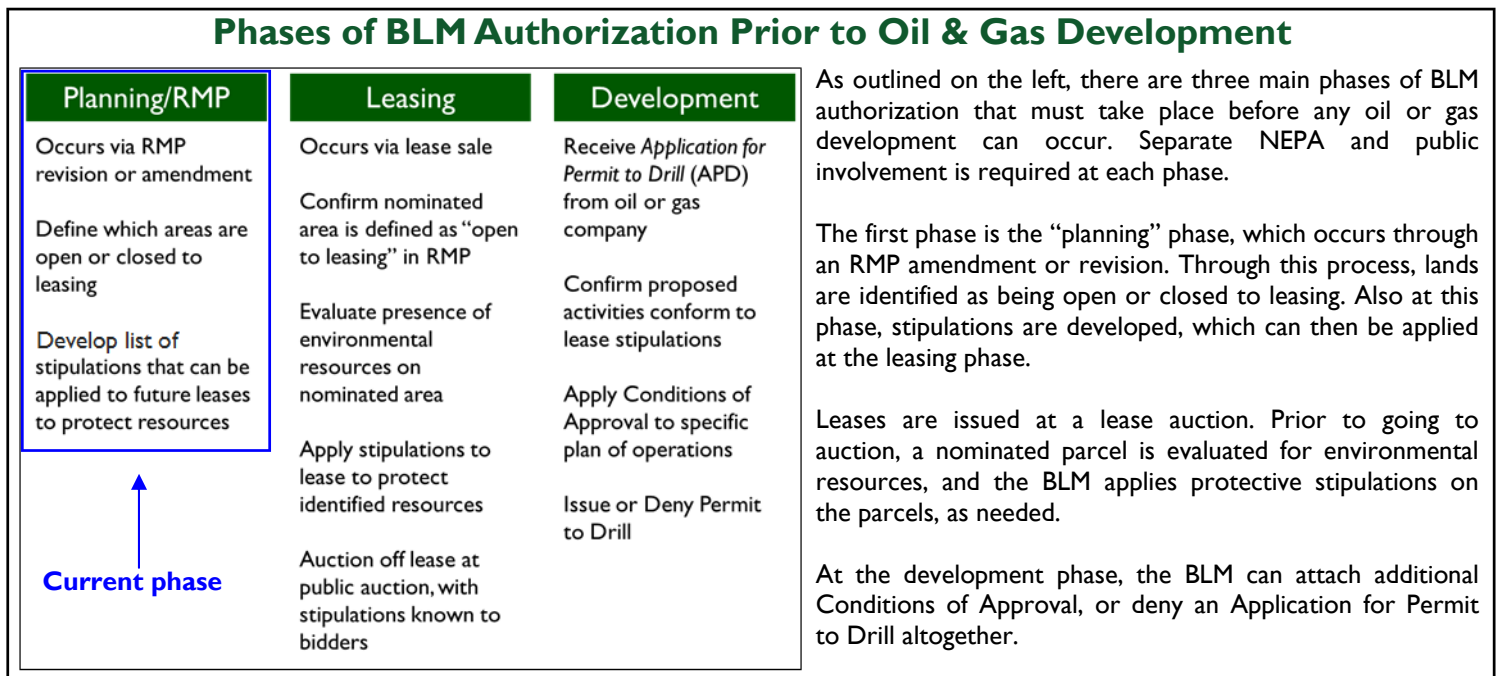 Phases of BLM Authorization Prior to Oil & Gas Development
Planning/RMP
Occurs via RMP
revision or amendment
Define which areas are
open or closed to
leasing
Develop list of
stipulations that can be
applied to future leases
to protect resources
Current phase
Leasing
Occurs via lease sale
Confirm nominated
area is defined as “open
to leasing” in RMP
Evaluate presence of
environmental
resources on
nominated area
Apply stipulations to
lease to protect
identified resources
Auction off lease at
public auction, with
stipulations known to
bidders
Development
Receive Application for
Permit to Drill (APD)
from oil or gas
company
Confirm proposed
activities conform to
lease stipulations
Apply Conditions of
Approval to specific
plan of operations
Issue or Deny Permit
to Drill
As outlined on the left, there are three main phases of BLM
authorization that must take place before any oil or gas
development can occur. Separate NEPA and public
involvement is required at each phase.
The first phase is the “planning” phase, which occurs through
an RMP amendment or revision. Through this process, lands
are identified as being open or closed to leasing. Also at this
phase, stipulations are developed, which can then be applied
at the leasing phase.
Leases are issued at a lease auction. Prior to going to
auction, a nominated parcel is evaluated for environmental
resources, and the BLM applies protective stipulations on
the parcels, as needed.
At the development phase, the BLM can attach additional
Conditions of Approval, or deny an Application for Permit
to Drill altogether.